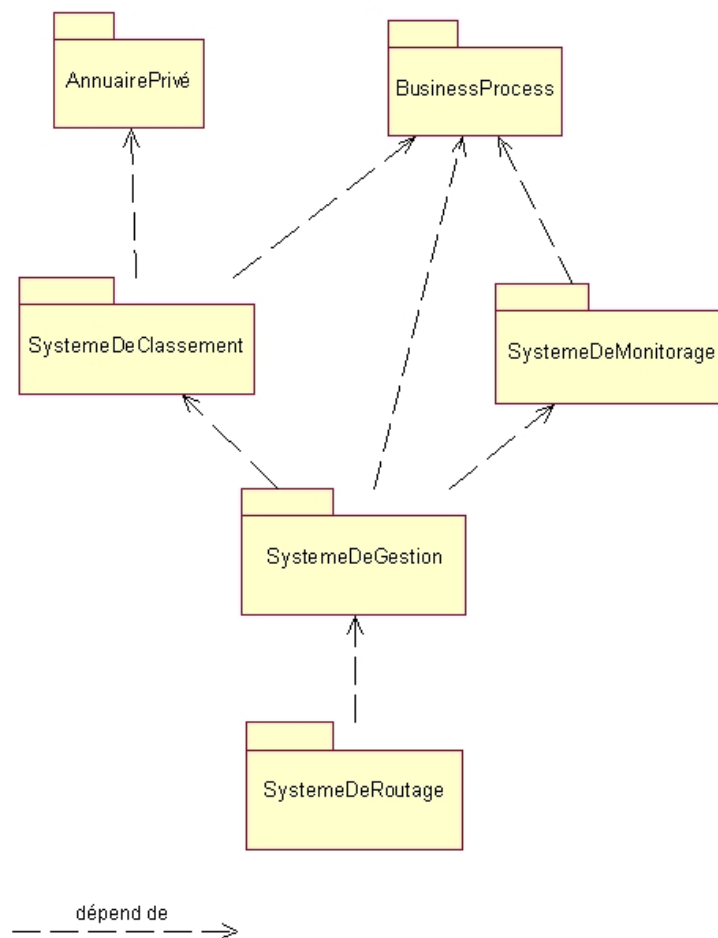 AnnuairePrivé
BusinessProcess
SystemeDeClassement
SystemeDeMonitorage
SystemeDeGestion
SystemeDeRoutage
dépend de